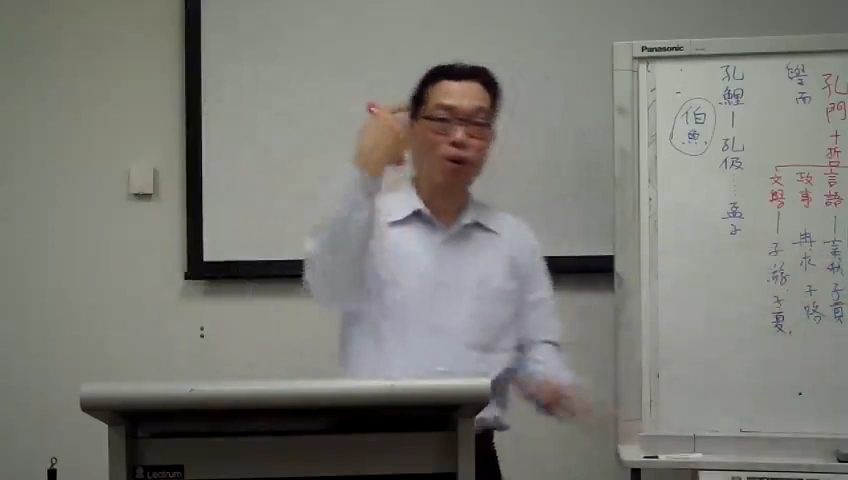 Panasonic
孔門十哲
言語—宰我 子貢
政事 冉求 子路
文學—子游 子夏
學而
孔鯉—孔伋……孟子
伯魚
Lectrum